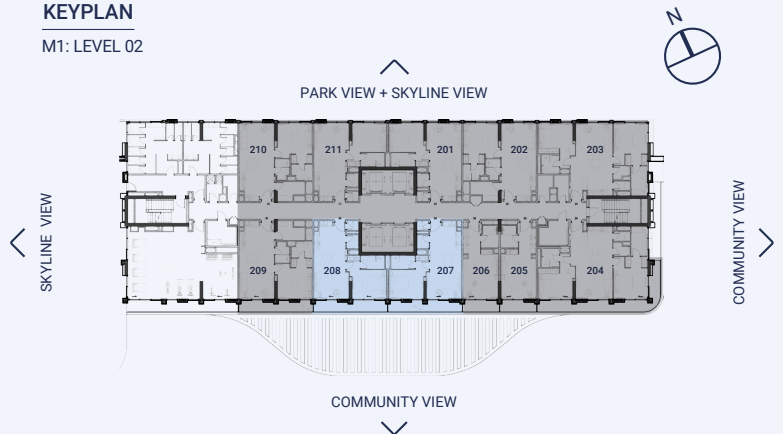 KEYPLAN
M1: LEVEL 02
N
PARK VIEW + SKYLINE VIEW
210 211 201 202 203
SKYLINE VIEW
COMMUNITY VIEW
209 208 207 206 205 204
COMMUNITY VIEW